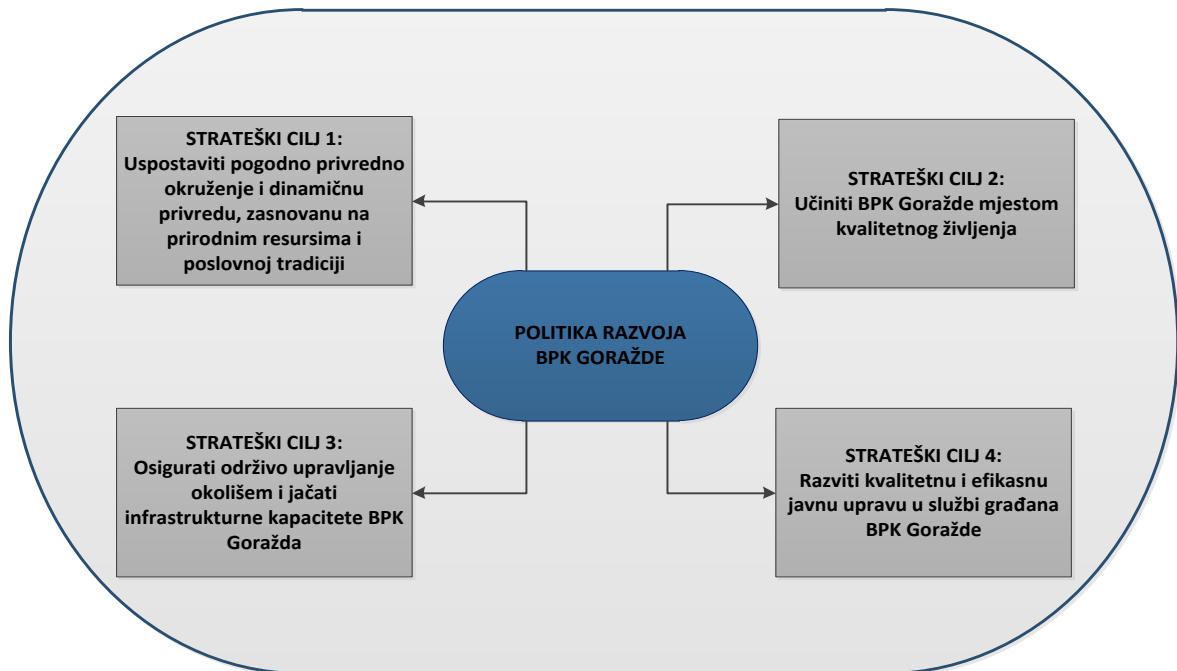 STRATEŠKI CILJ 1:
Uspostaviti pogodno privredno
okruženje i dinamičnu
privredu, zasnovanu na
prirodnim resursima i
poslovnoj tradiciji
STRATEŠKI CILJ 2:
Učiniti BPK Goražde mjestom
kvalitetnog življenja
POLITIKA RAZVOJA
BPK GORAŽDE
STRATEŠKI CILJ 3:
Osigurati održivo upravljanje
okolišem i jačati
infrastrukturne kapacitete BPK
Goražda
STRATEŠKI CILJ 4:
Razviti kvalitetnu i efikasnu
javnu upravu u službi građana
BPK Goražde